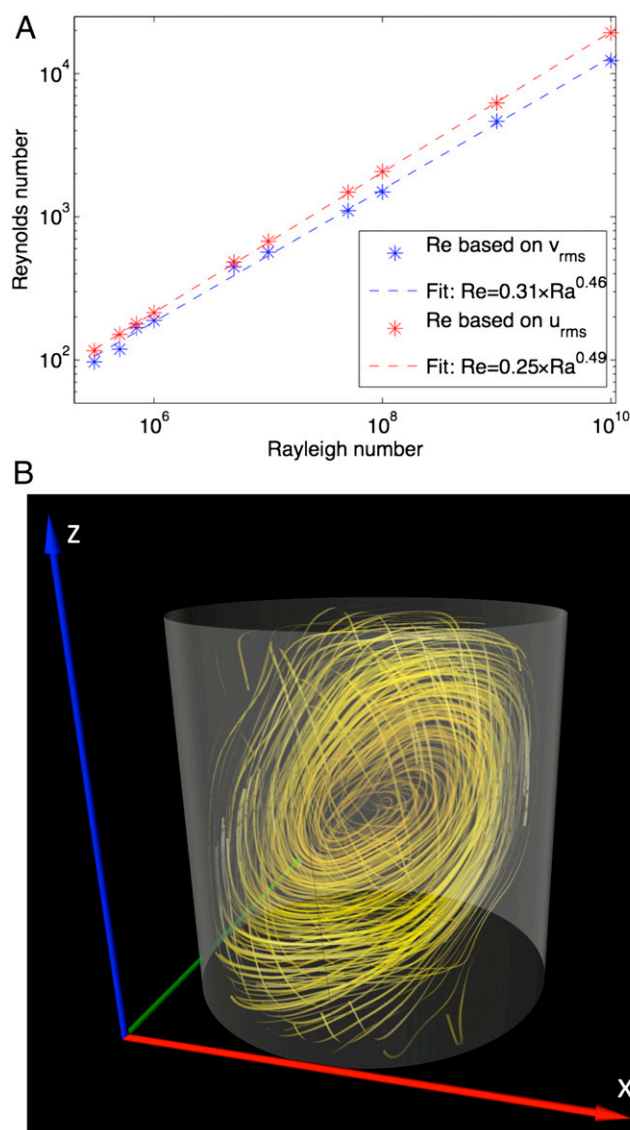 A
Reynolds number
10^4
10^3
10^2
Re based on v_rms
Fit: Re=0.31×Ra^0.46
Re based on u_rms
Fit: Re=0.25×Ra^0.49
10^6
10^8
10^10
Rayleigh number
B
Z
X